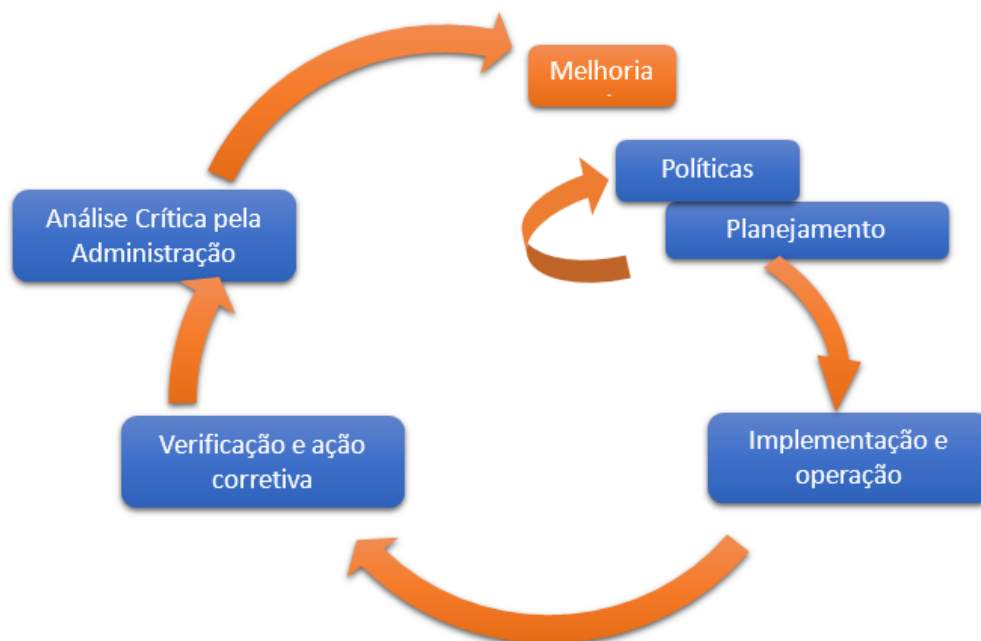 Melhoria
Políticas
Planejamento
Análise Crítica pela
Administração
Implementação e
operação
Verificação e ação
corretiva